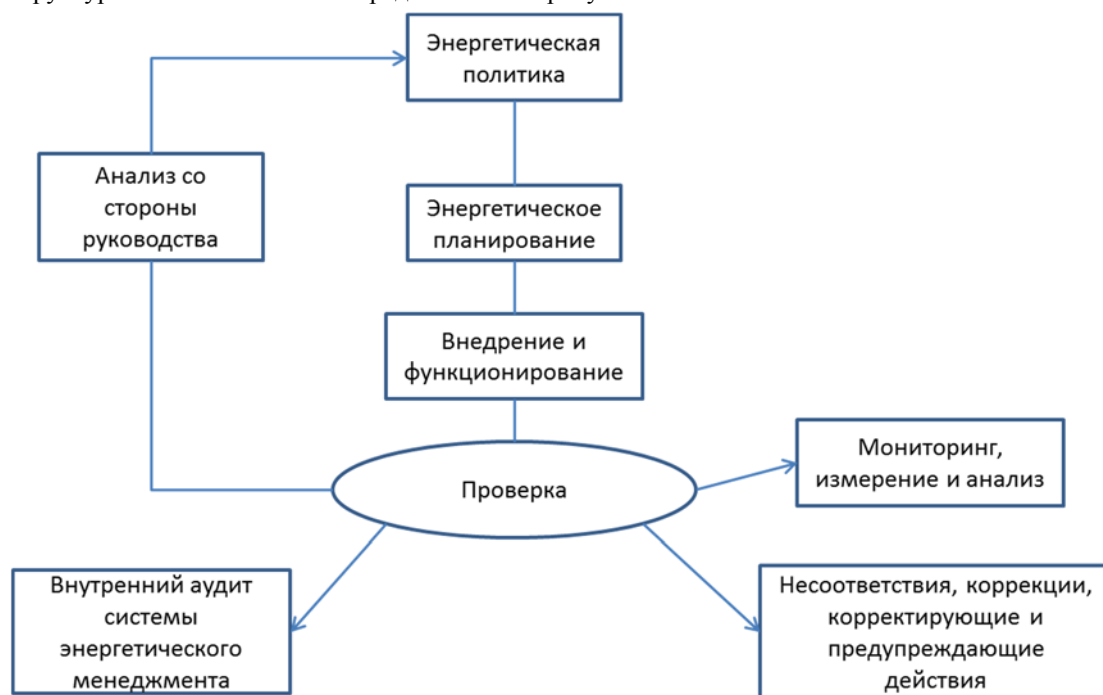 Энергетическая
политика
Анализ со
стороны
руководства
Энергетическое
планирование
Внедрение и
функционирование
Мониторинг,
измерение и анализ
Проверка
Внутренний аудит
системы
энергетического
менеджмента
Несоответствия, коррекции,
корректирующие и
предупреждающие
действия